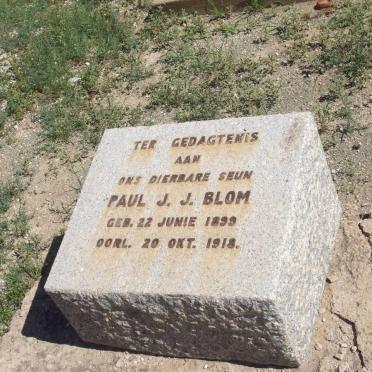 TER GEDAGTENIS
AAN
ONS DIERBARE SEUN
PAUL J. J. BLOM
GEB. 22 JUNIE 1899
OORL. 20 OKT. 1918.